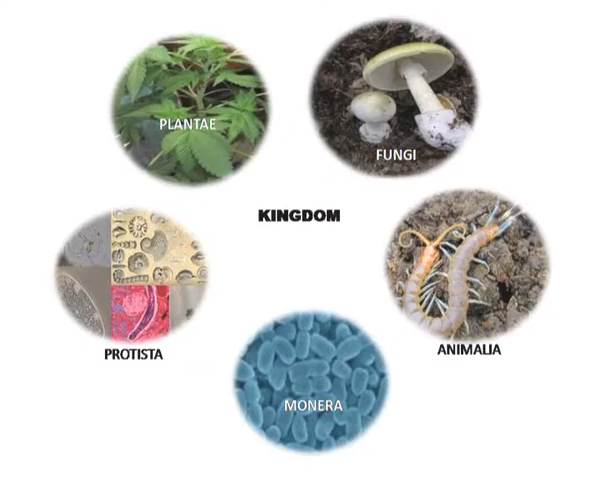 PLANTAE
FUNGI
KINGDOM
PROTISTA
ANIMALIA
MONERA